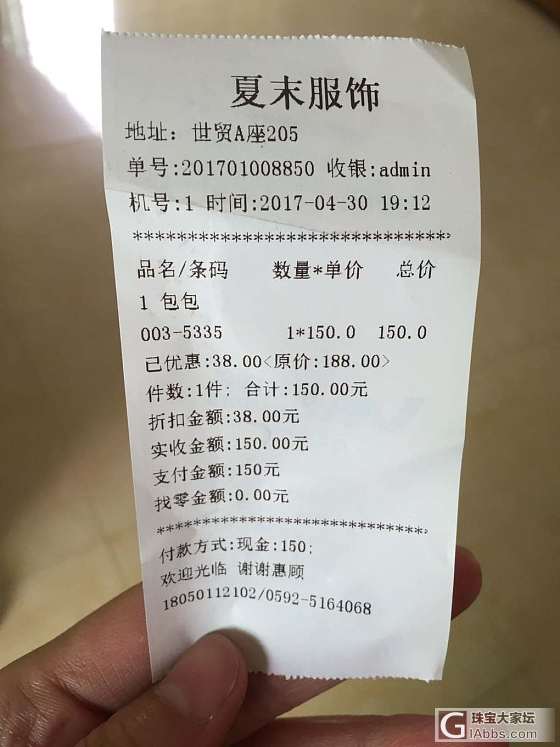 夏末服饰
地址: 世贸A座205
单号:201701008850 收银:admin
机号:1 时间:2017-04-30 19:12
******************************
品名/条码 数量*单价 总价
1 包包
003-5335 1*150.0 150.0
已优惠:38.00<原价:188.00>
件数:1件; 合计:150.00元
折扣金额:38.00元
实收金额:150.00元
支付金额:150元
找零金额:0.00元
******************************
付款方式:现金:150;
欢迎光临 谢谢惠顾
18050112102/0592-5164068
G 珠宝大家坛
GIAbbs.com